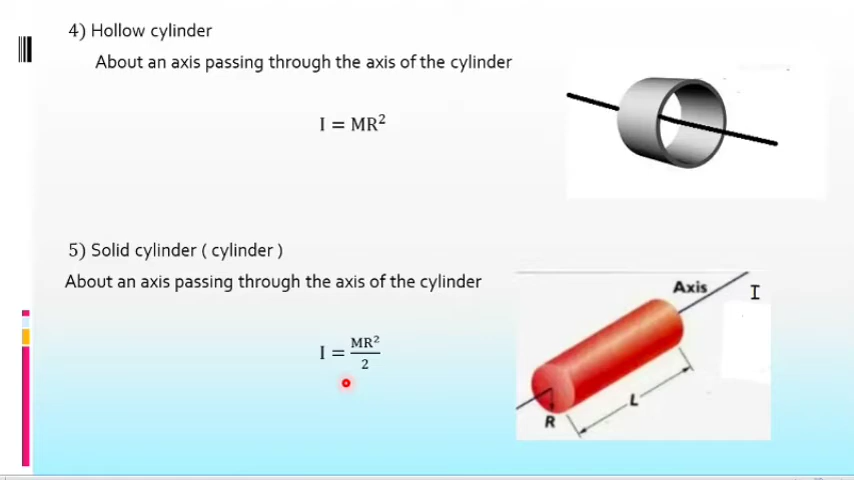 4) Hollow cylinder
About an axis passing through the axis of the cylinder
I = MR²
5) Solid cylinder ( cylinder )
About an axis passing through the axis of the cylinder
Axis
I = MR²/2
L
R